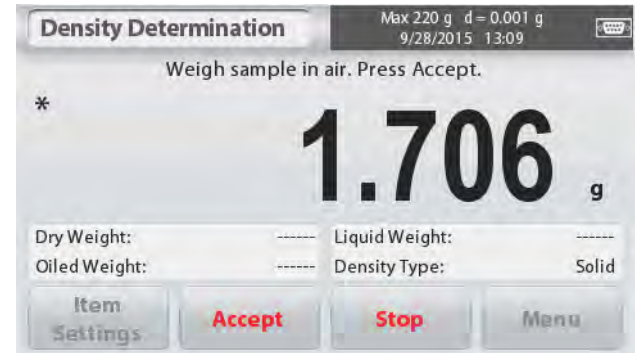 Density Determination
Max 220 g d = 0.001 g
9/28/2015 13:09
Weigh sample in air. Press Accept.
*
1.706 g
Dry Weight: ------ Liquid Weight: ------
Oiled Weight: ------ Density Type: Solid
Item Settings Accept Stop Menu